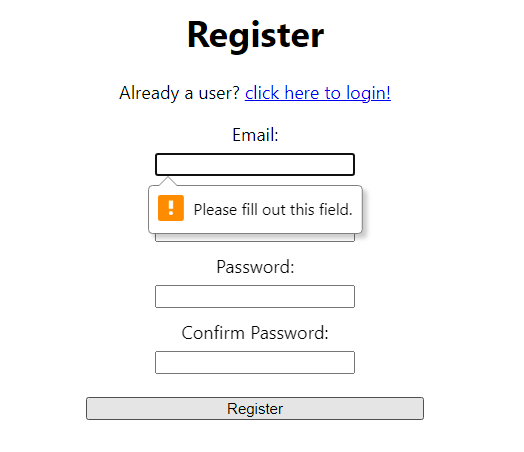 Register
Already a user? click here to login!
Email:
Please fill out this field.
Password:
Confirm Password:
Register